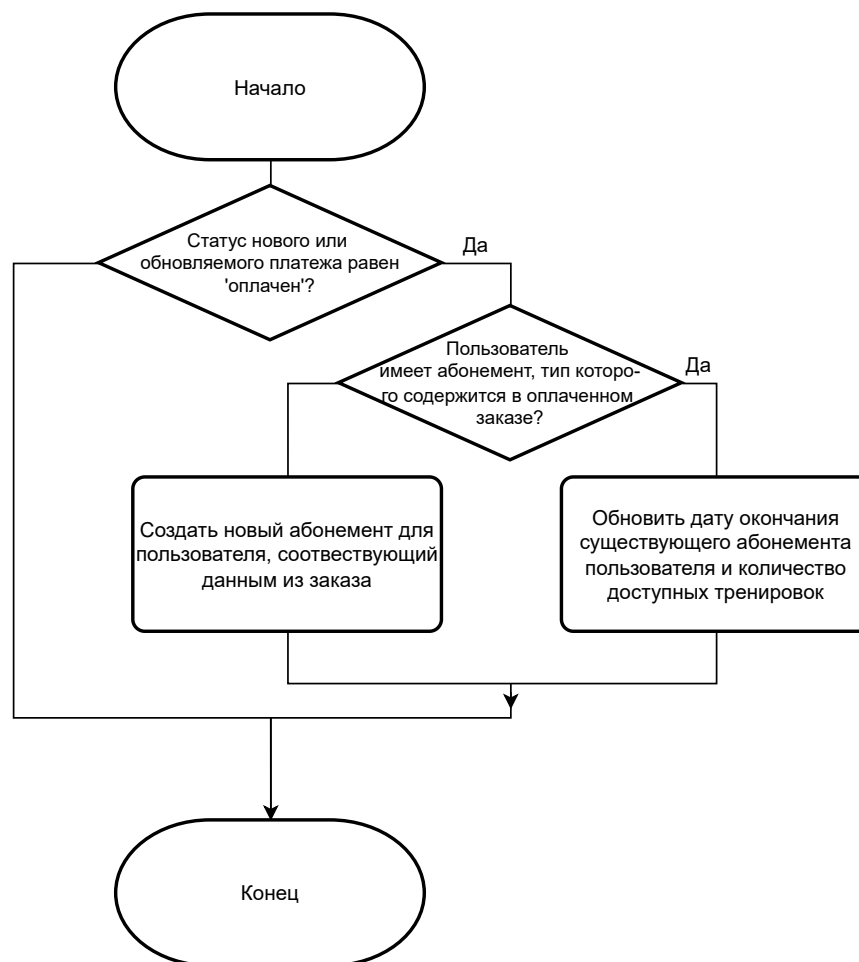 Начало
Статус нового или
обновляемого платежа равен
'оплачен'?
Да
Пользователь
имеет абонемент, тип которо-
го содержится в оплаченном
заказе?
Да
Создать новый абонемент для
пользователя, соотвествующий
данным из заказа
Обновить дату окончания
существующего абонемента
пользователя и количество
доступных тренировок
Конец